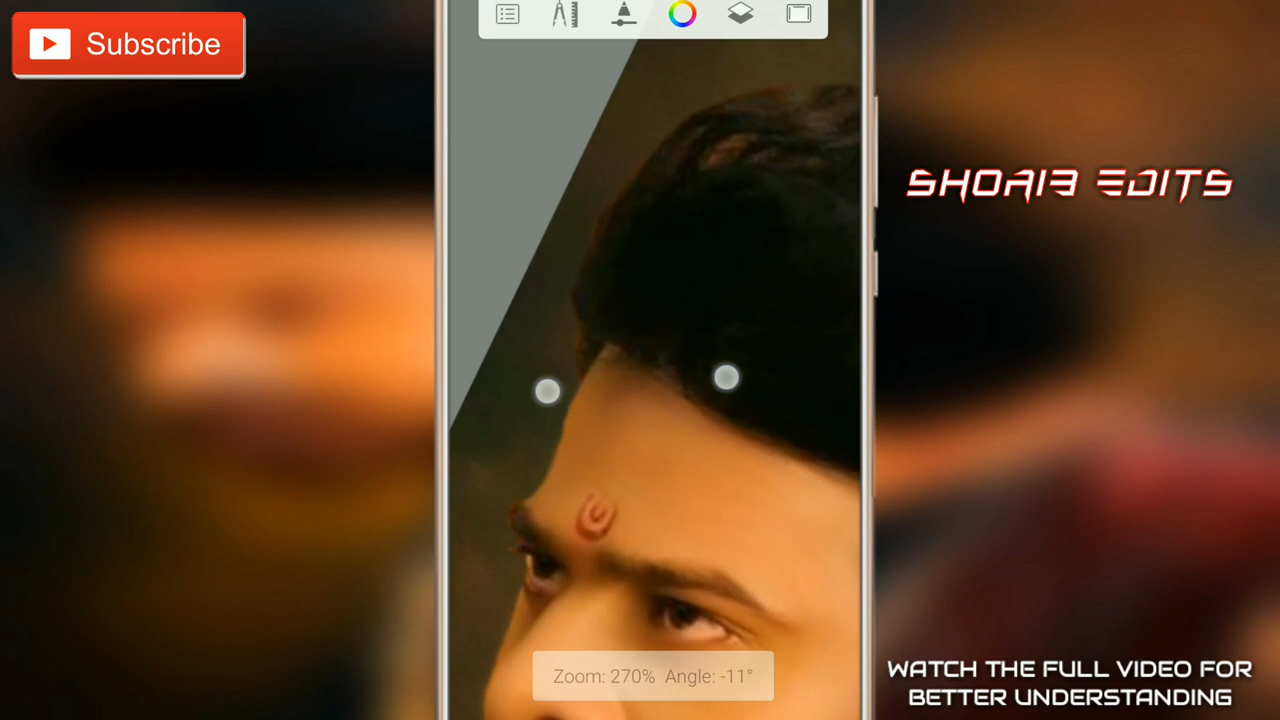 Subscribe
SHOAIB EDITS
Zoom: 270% Angle: -11°
WATCH THE FULL VIDEO FOR
BETTER UNDERSTANDING